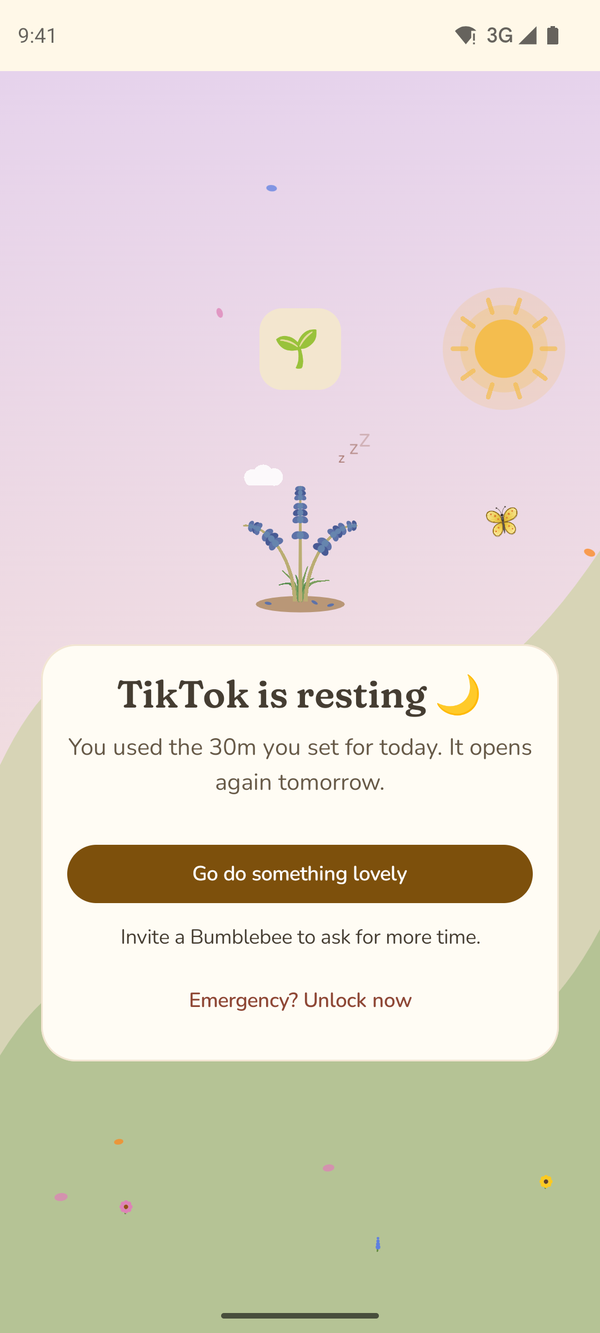 9:41
3G
z z Z
TikTok is resting 🌙
You used the 30m you set for today. It opens
again tomorrow.
Go do something lovely
Invite a Bumblebee to ask for more time.
Emergency? Unlock now